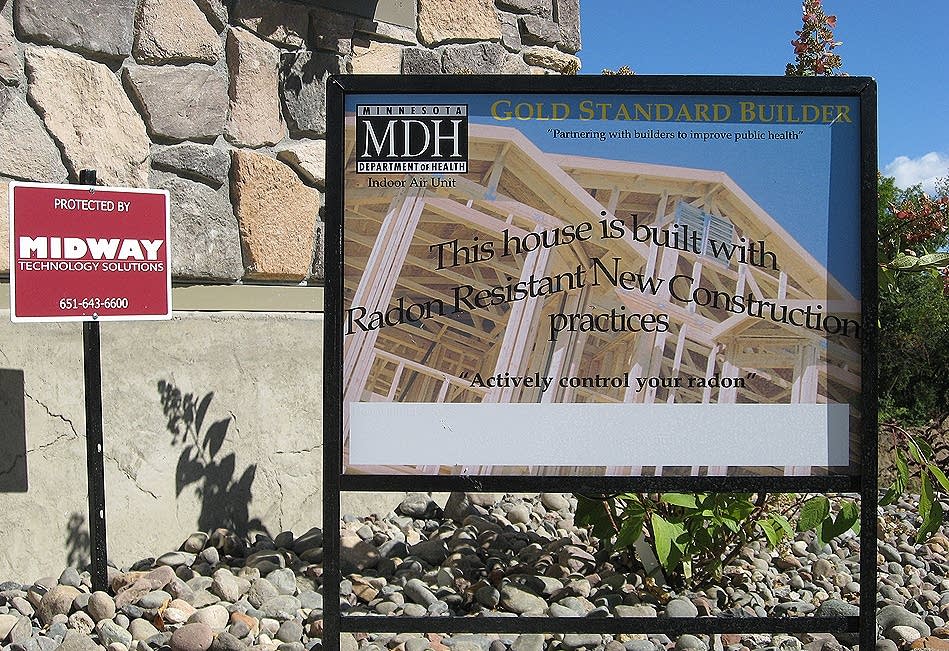 PROTECTED BY
MIDWAY
TECHNOLOGY SOLUTIONS
651-643-6600
MINNESOTA
MDH
DEPARTMENT OF HEALTH
Indoor Air Unit
GOLD STANDARD BUILDER
"Partnering with builders to improve public health"
This house is built with
Radon Resistant New Construction
practices
"Actively control your radon"